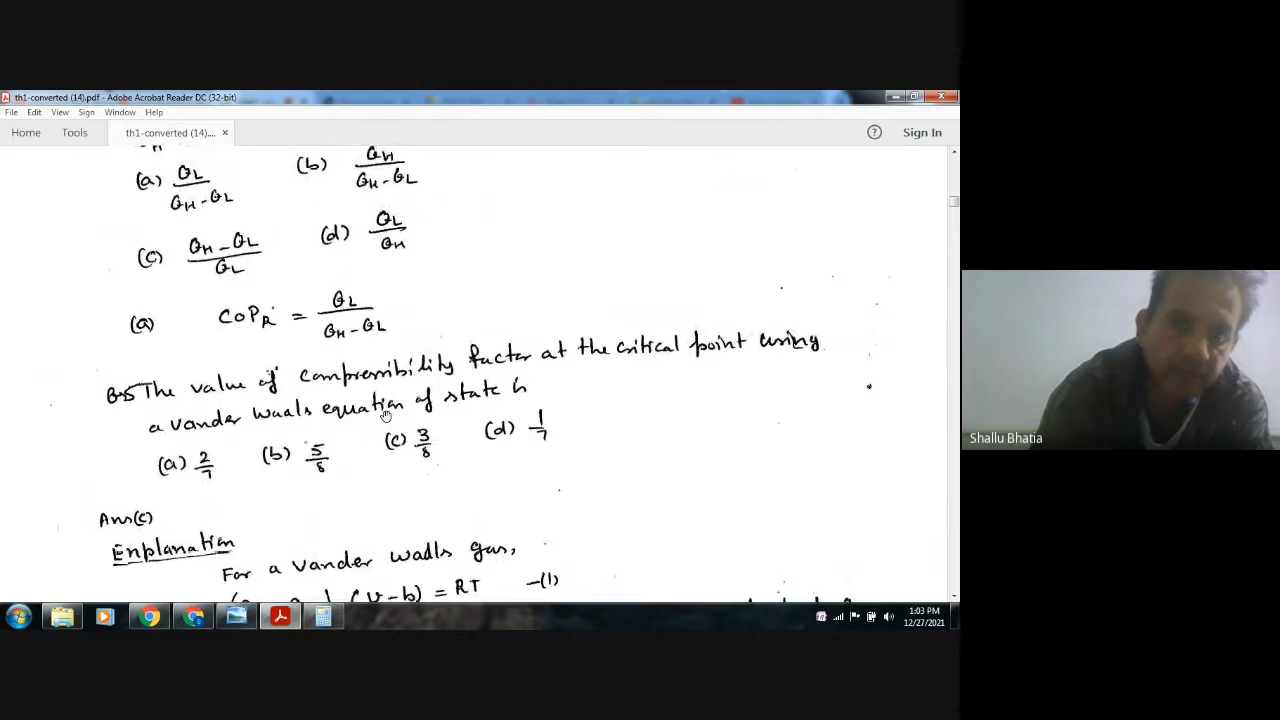 th1-converted (14).pdf - Adobe Acrobat Reader DC (32-bit)
File Edit View Sign Window Help
Home Tools th1-converted (14).... × ? Sign In
(a) QL / QH - QL (b) QH / QH - QL
(c) QH - QL / QL (d) QL / QH
(a) COPR = QL / QH - QL
Q.5 The value of compressibility factor at the critical point using
a vander waals equation of state is
(a) 2/7 (b) 5/8 (c) 3/8 (d) 1/7
Ans(c)
Explanation
For a vander walls gas,
(v-b) = RT -(1)
Shallu Bhatia
1:03 PM
12/27/2021